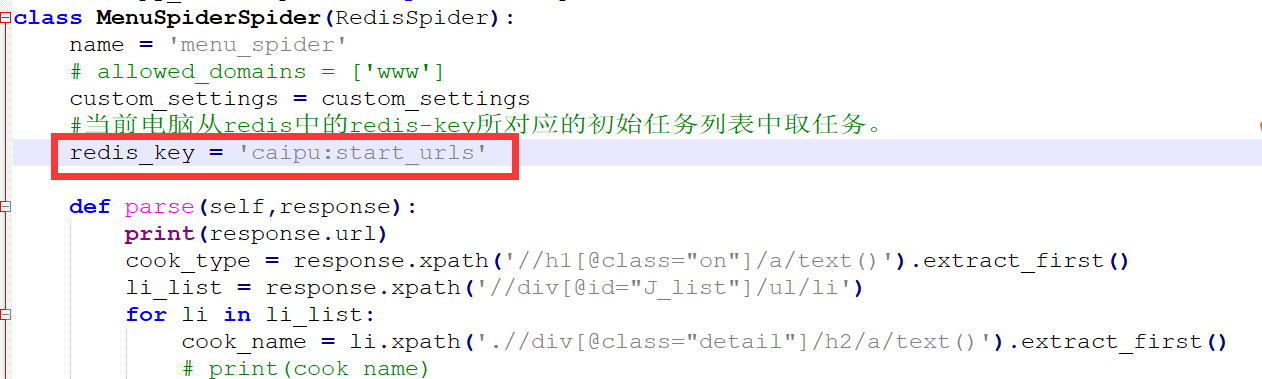 class MenuSpiderSpider(RedisSpider):
    name = 'menu_spider'
    # allowed_domains = ['www']
    custom_settings = custom_settings
    #当前电脑从redis中的redis-key所对应的初始任务列表中取任务。
    redis_key = 'caipu:start_urls'
    def parse(self,response):
        print(response.url)
        cook_type = response.xpath('//h1[@class="on"]/a/text()').extract_first()
        li_list = response.xpath('//div[@id="J_list"]/ul/li')
        for li in li_list:
            cook_name = li.xpath('.//div[@class="detail"]/h2/a/text()').extract_first()
            # print(cook_name)